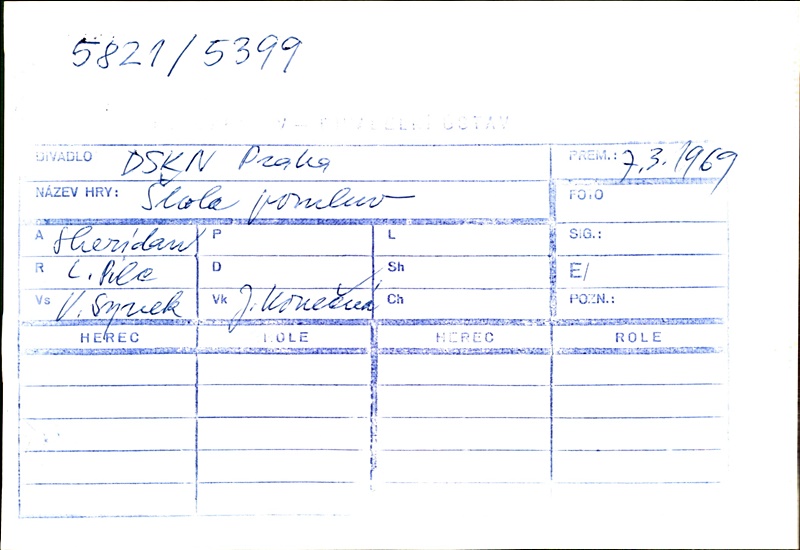 5821/5399
DIVADLO DSKN Praha PREM.: 7.3.1969
NÁZEV HRY: Škola pomluv FOTO
A Sheridan P L SIG.:
R L. Pilc D Sh E/
Vs V. Synek Vk J. Konečná Ch POZN.:
HEREC ROLE HEREC ROLE